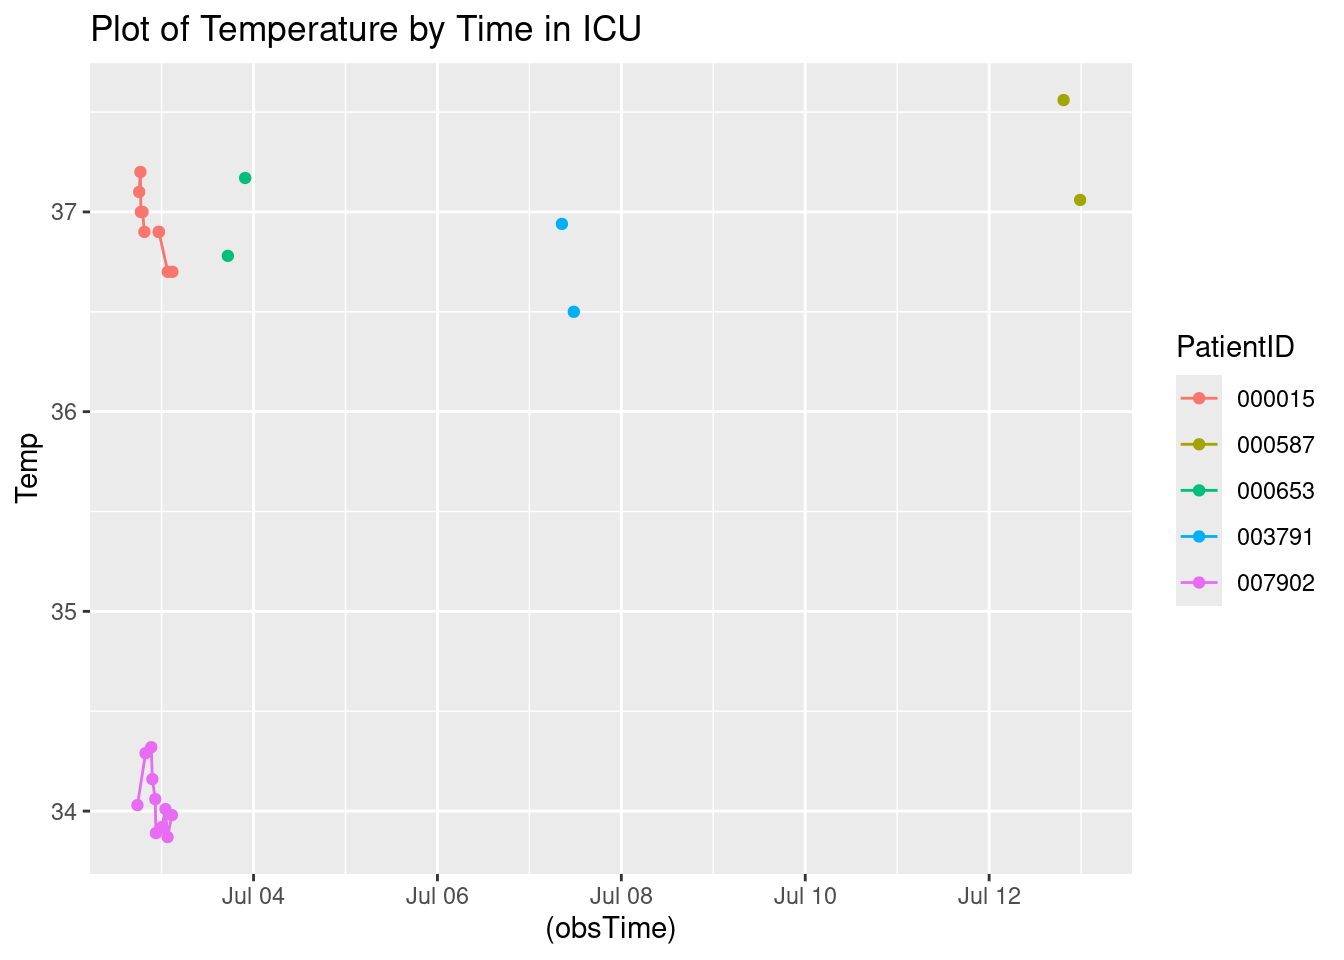 Plot of Temperature by Time in ICU
Temp
37
36
35
34
Jul 04 Jul 06 Jul 08 Jul 10 Jul 12
(obsTime)
PatientID
000015
000587
000653
003791
007902